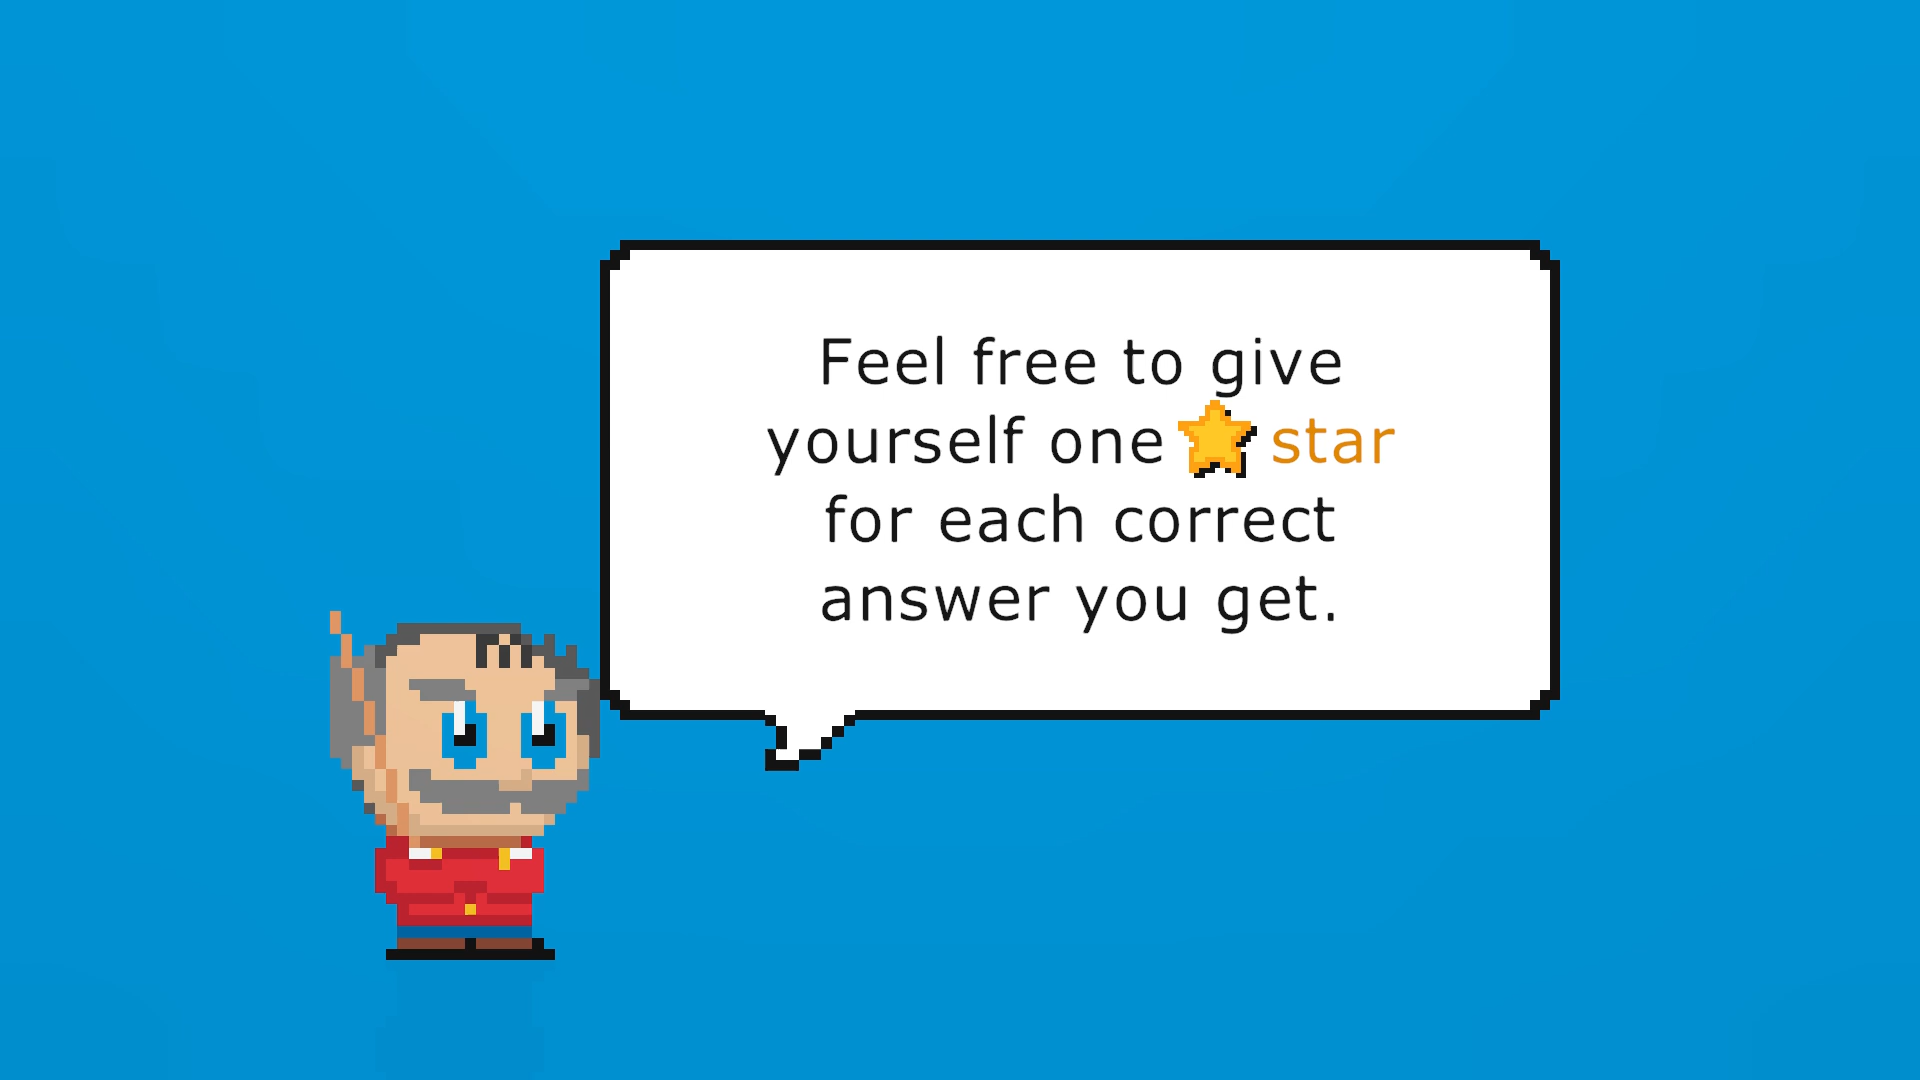 Feel free to give
yourself one star
for each correct
answer you get.